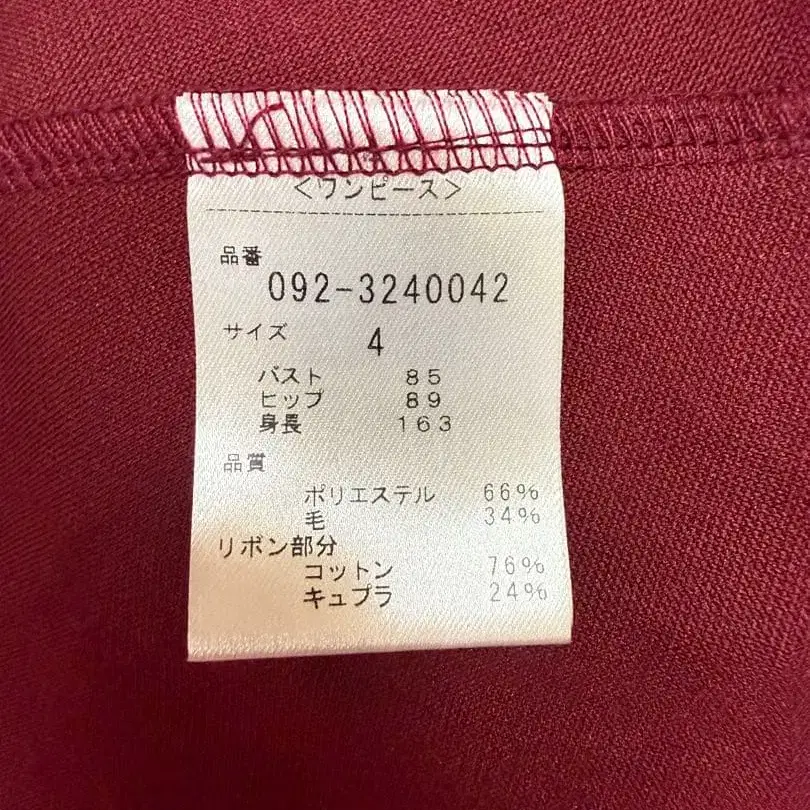 <ワンピース>
品番
092-3240042
サイズ 4
バスト 85
ヒップ 89
身長 163
品質
ポリエステル 66%
毛 34%
リボン部分
コットン 76%
キュプラ 24%